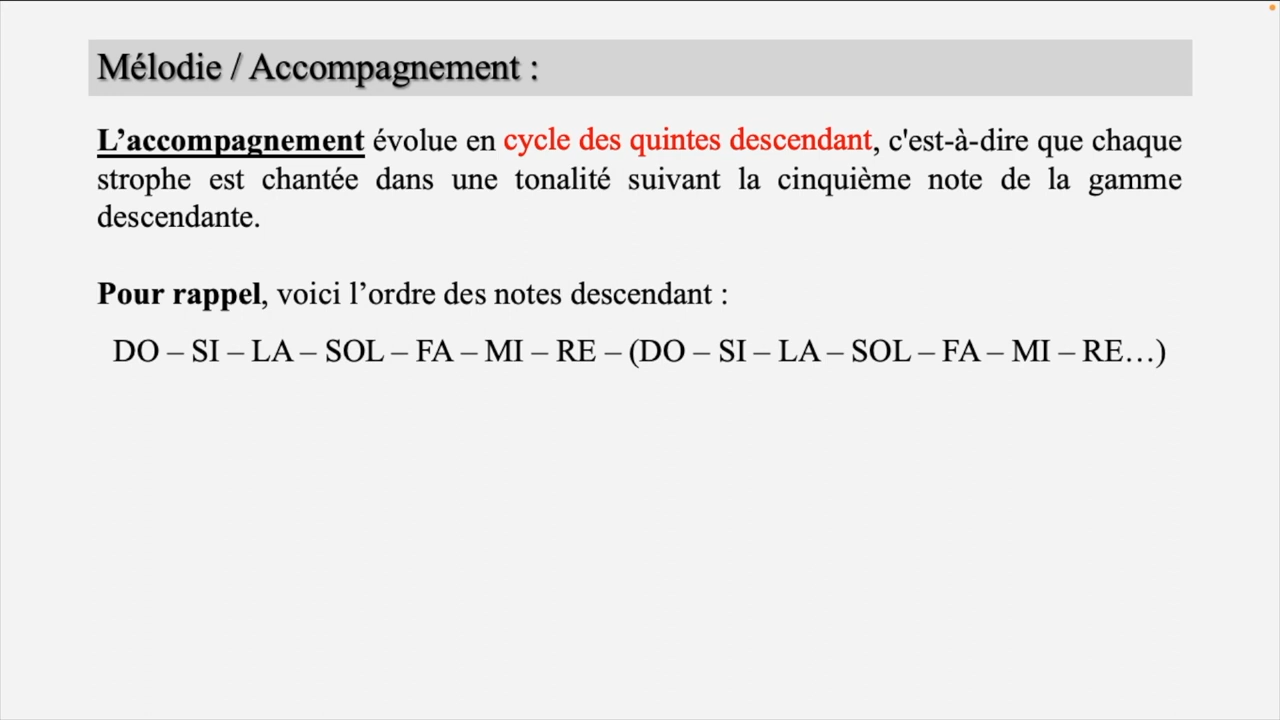 Mélodie / Accompagnement :
L’accompagnement évolue en cycle des quintes descendant, c'est-à-dire que chaque
strophe est chantée dans une tonalité suivant la cinquième note de la gamme
descendante.
Pour rappel, voici l’ordre des notes descendant :
DO – SI – LA – SOL – FA – MI – RE – (DO – SI – LA – SOL – FA – MI – RE…)